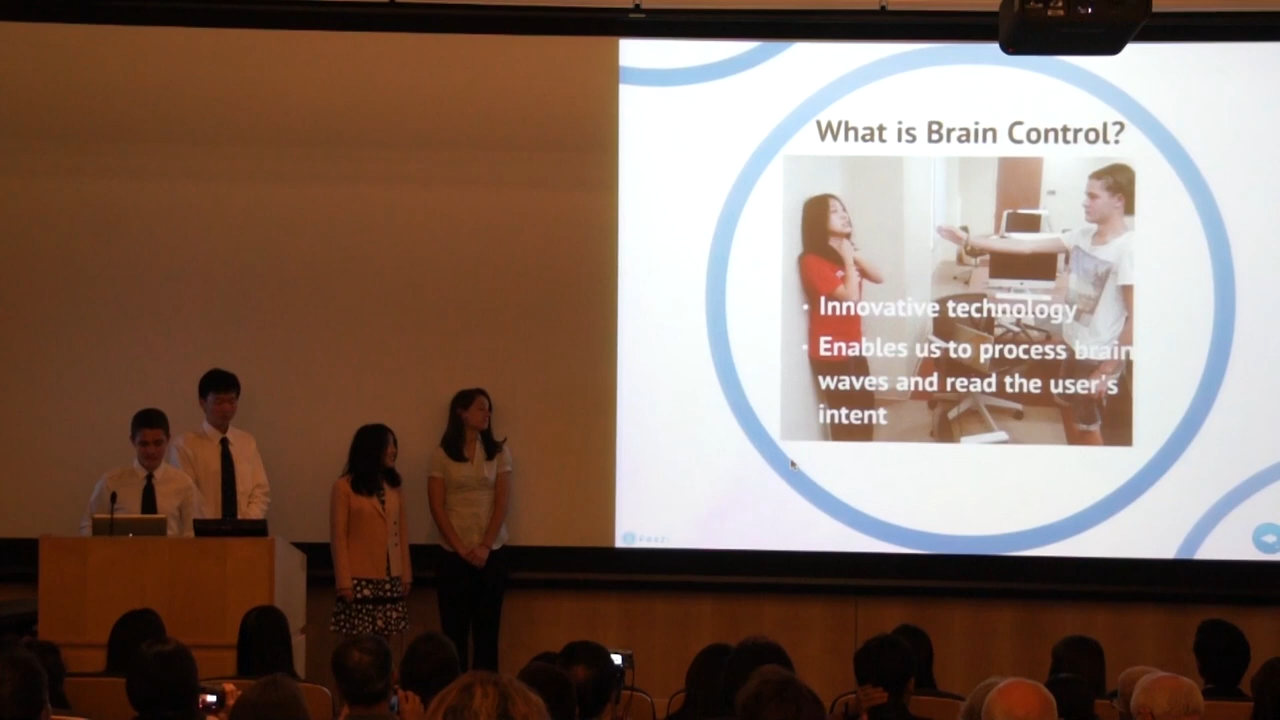 What is Brain Control?
· Innovative technology
· Enables us to process brain
waves and read the user's
intent